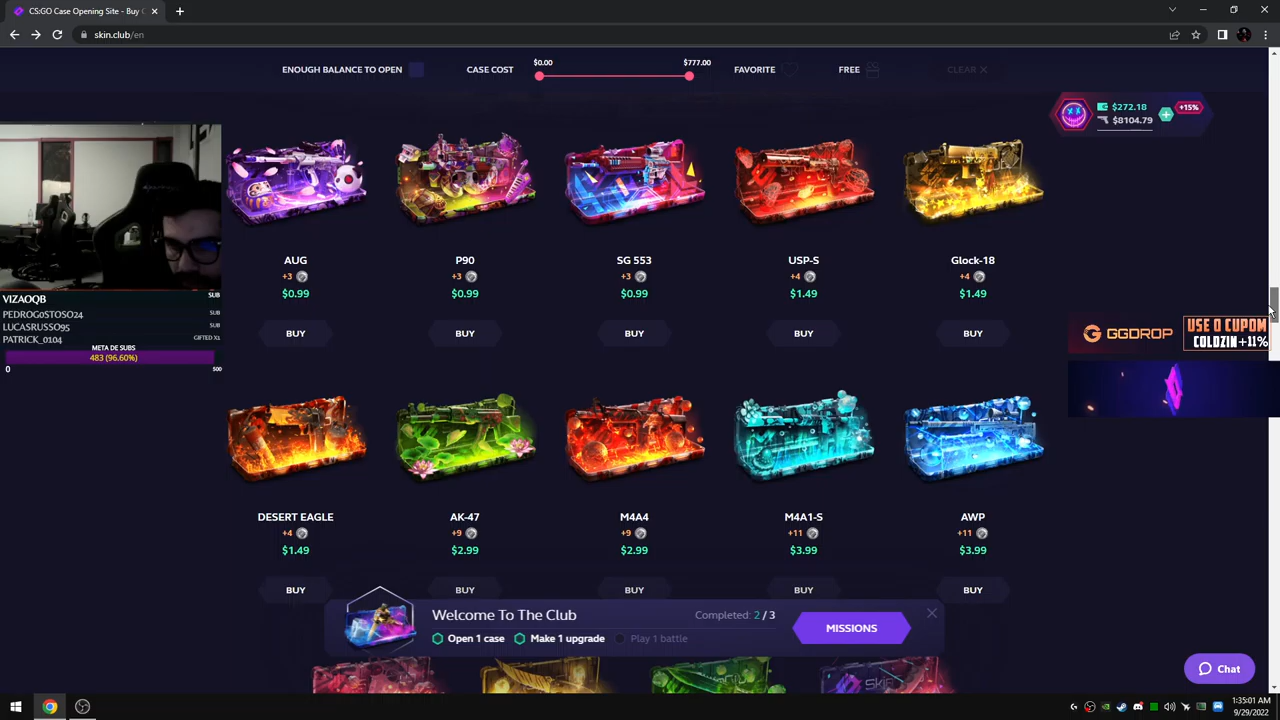 CS:GO Case Opening Site - Buy C
skin.club/en
ENOUGH BALANCE TO OPEN
CASE COST
$0.00
$777.00
FAVORITE
FREE
CLEAR
$272.18
$8104.79
+15%
AUG
+3
$0.99
BUY
P90
+3
$0.99
BUY
SG 553
+3
$0.99
BUY
USP-S
+4
$1.49
BUY
Glock-18
+4
$1.49
BUY
VIZAOQB SUB
PEDROG0STOSO24 SUB
LUCASRUSSO95 SUB
PATRICK_0104 GIFTED X1
META DE SUBS
483 (96.60%)
0 500
GGDROP
USE O CUPOM
COLDZIN +11%
DESERT EAGLE
+4
$1.49
BUY
AK-47
+9
$2.99
BUY
M4A4
+9
$2.99
BUY
M4A1-S
+11
$3.99
BUY
AWP
+11
$3.99
BUY
Welcome To The Club
Completed: 2 / 3
Open 1 case Make 1 upgrade Play 1 battle
MISSIONS
Chat
1:35:01 AM
9/29/2022